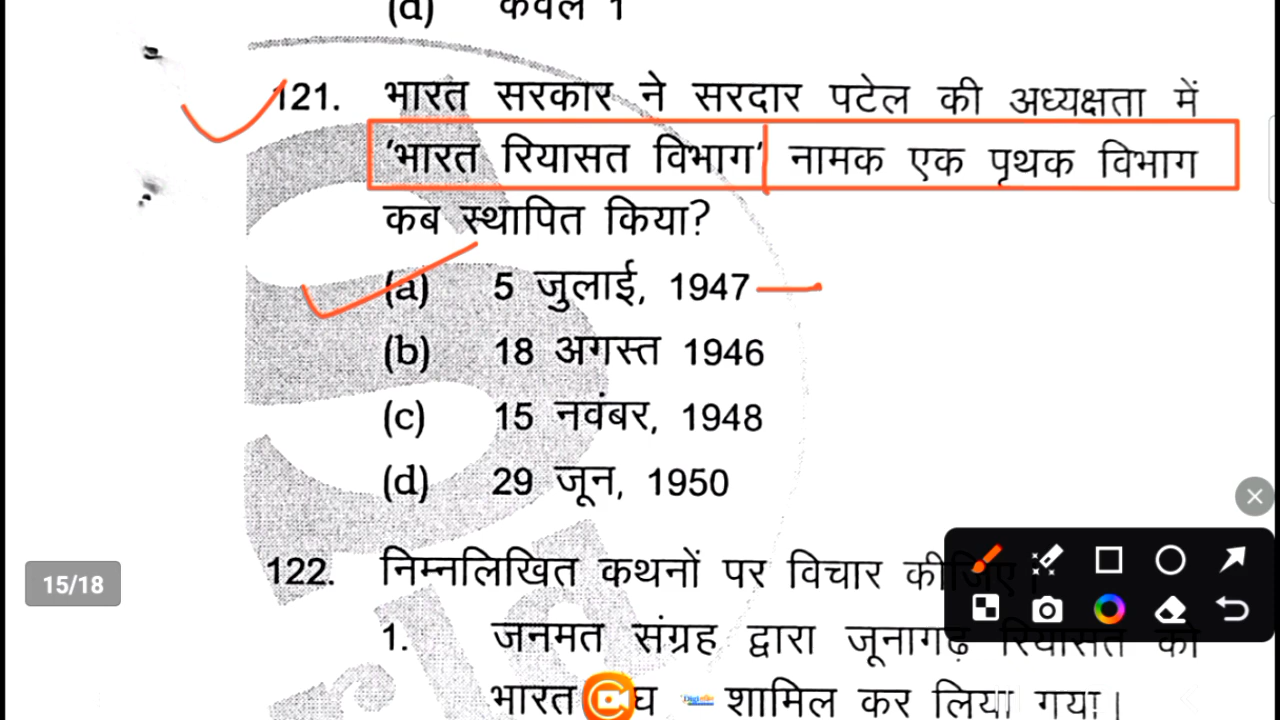 (d) केवल 1
121. भारत सरकार ने सरदार पटेल की अध्यक्षता में
'भारत रियासत विभाग' नामक एक पृथक विभाग
कब स्थापित किया?
(a) 5 जुलाई, 1947
(b) 18 अगस्त 1946
(c) 15 नवंबर, 1948
(d) 29 जून, 1950
122. निम्नलिखित कथनों पर विचार कीजिए।
1. जनमत संग्रह द्वारा जूनागढ़ रियासत को
भारत घ शामिल कर लिया गया।
15/18